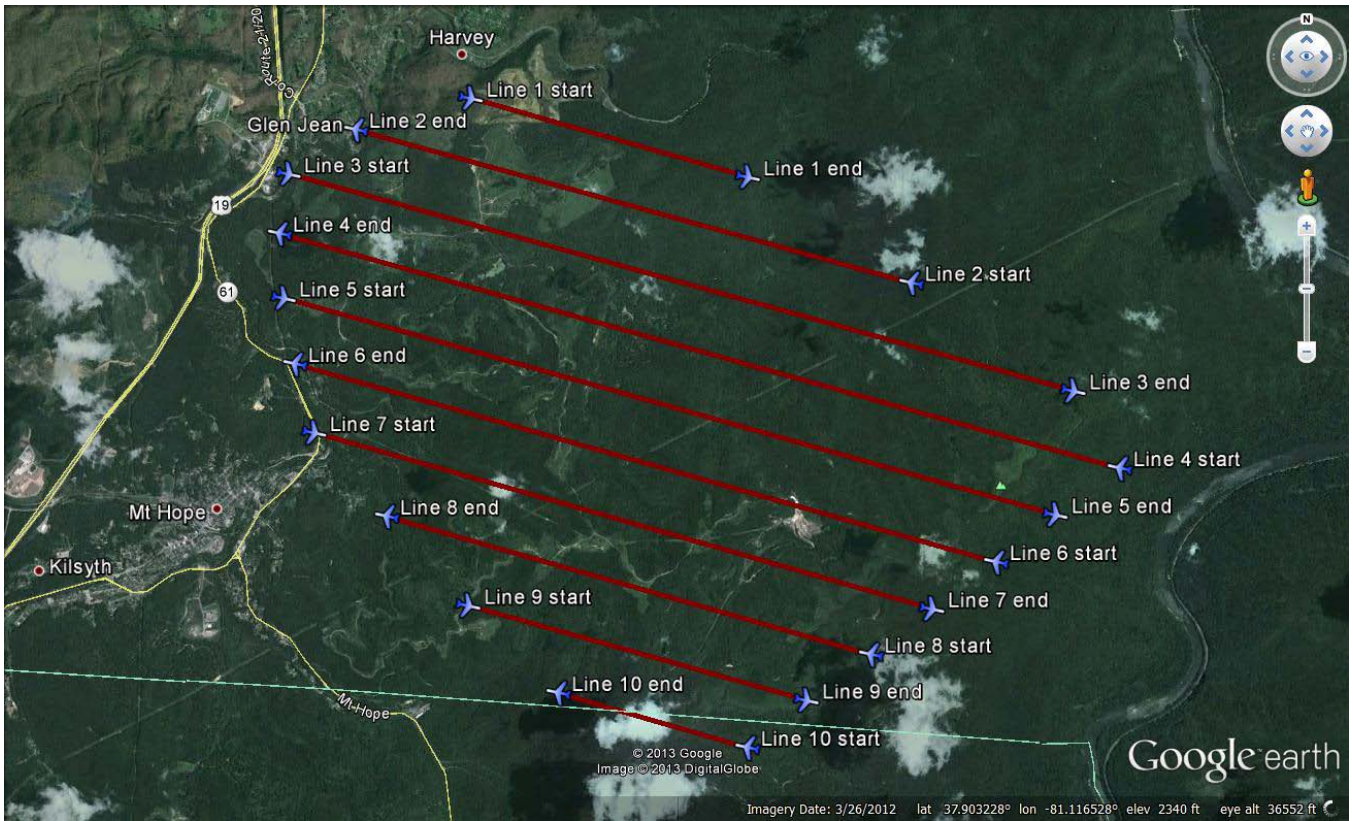 Co. Route 21/20
Harvey
N
Line 1 start
Glen Jean
Line 2 end
Line 3 start
Line 1 end
19
Line 4 end
Line 2 start
61
Line 5 start
Line 6 end
Line 3 end
Line 7 start
Line 4 start
Mt Hope
Line 8 end
Line 5 end
Kilsyth
Line 6 start
Line 9 start
Line 7 end
Line 8 start
Line 10 end
Line 9 end
Mt Hope
Line 10 start
© 2013 Google
Image © 2013 DigitalGlobe
Google earth
Imagery Date: 3/26/2012 lat 37.903228° lon -81.116528° elev 2340 ft eye alt 36552 ft